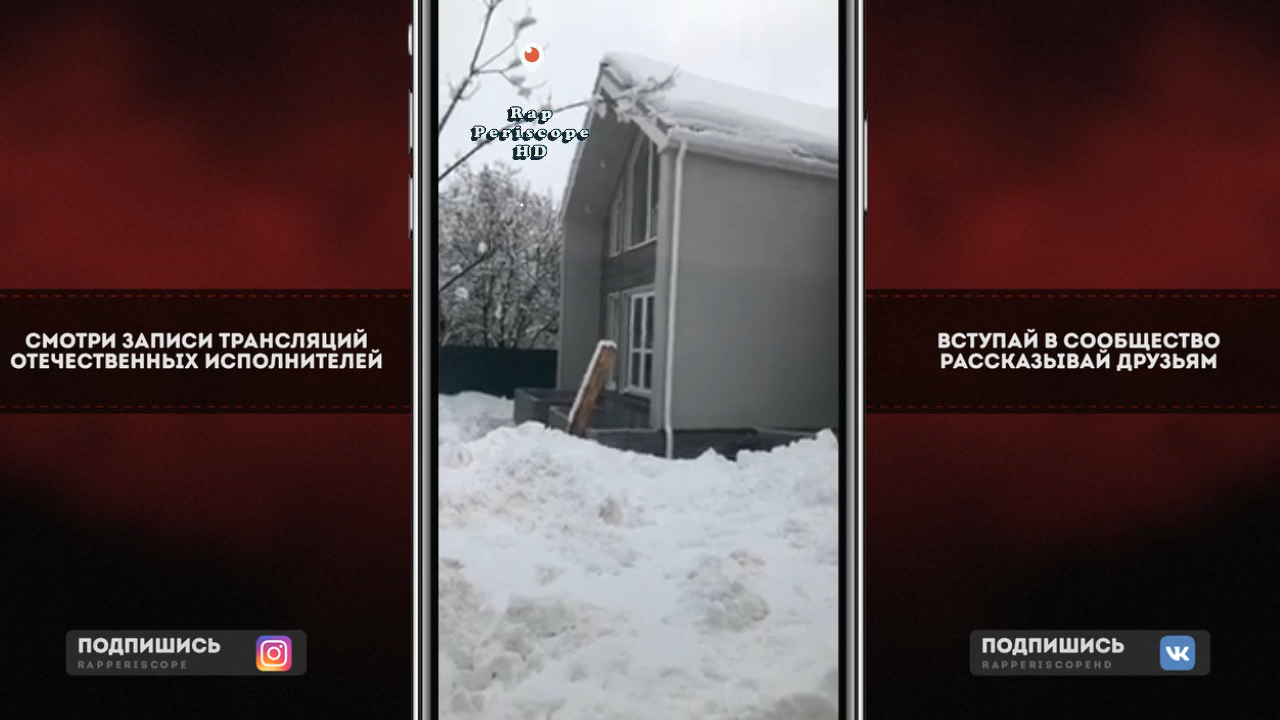 Rap
Periscope
HD
СМОТРИ ЗАПИСИ ТРАНСЛЯЦИЙ
ОТЕЧЕСТВЕННЫХ ИСПОЛНИТЕЛЕЙ
ВСТУПАЙ В СООБЩЕСТВО
РАССКАЗЫВАЙ ДРУЗЬЯМ
ПОДПИШИСЬ
RAPPERISCOPE
ПОДПИШИСЬ
RAPPERISCOPEHD